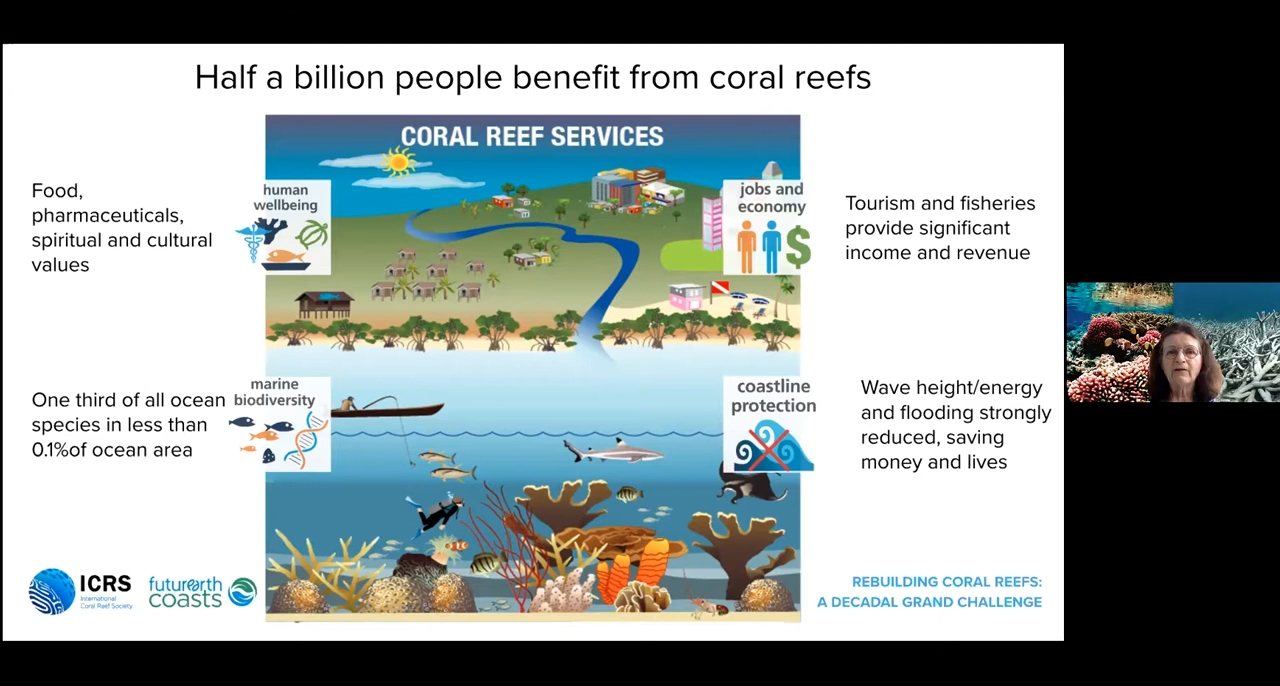 Half a billion people benefit from coral reefs
CORAL REEF SERVICES
Food,
pharmaceuticals,
spiritual and cultural
values
human
wellbeing
jobs and
economy
$
Tourism and fisheries
provide significant
income and revenue
One third of all ocean
species in less than
0.1%of ocean area
marine
biodiversity
coastline
protection
Wave height/energy
and flooding strongly
reduced, saving
money and lives
ICRS
International
Coral Reef Society
futurearth
coasts
REBUILDING CORAL REEFS:
A DECADAL GRAND CHALLENGE